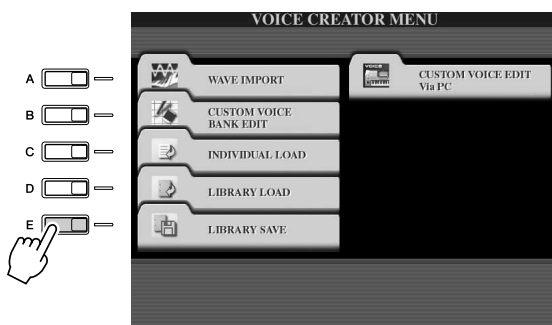 VOICE CREATOR MENU
A
WAVE IMPORT
VOICE
CUSTOM VOICE EDIT
Via PC
B
CUSTOM VOICE
BANK EDIT
C
INDIVIDUAL LOAD
D
LIBRARY LOAD
E
LIBRARY SAVE